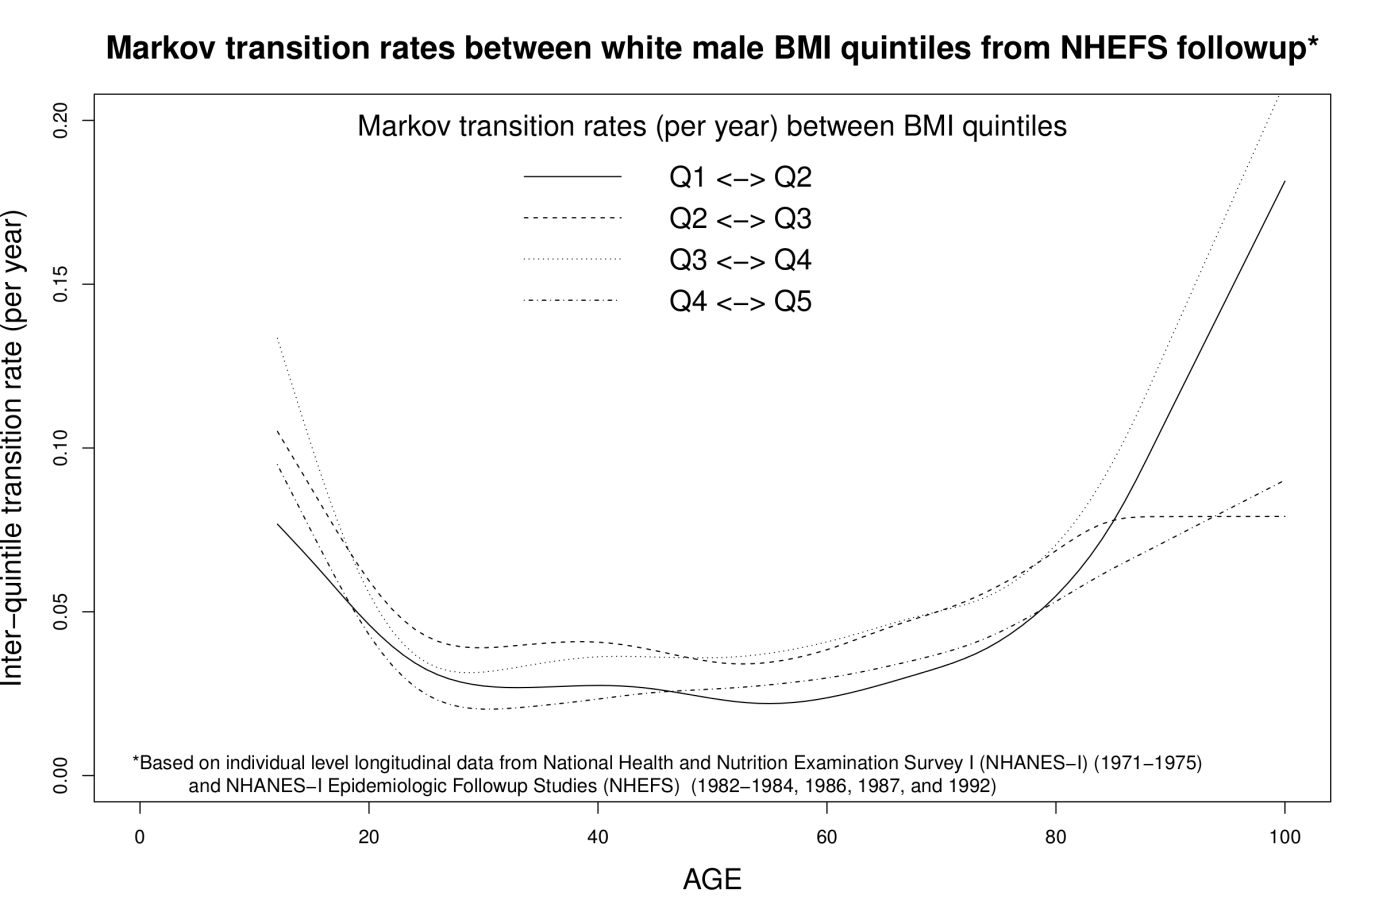 Markov transition rates between white male BMI quintiles from NHEFS followup*
Markov transition rates (per year) between BMI quintiles
Q1 <−> Q2
Q2 <−> Q3
Q3 <−> Q4
Q4 <−> Q5
Inter−quintile transition rate (per year)
0.20
0.15
0.10
0.05
0.00
*Based on individual level longitudinal data from National Health and Nutrition Examination Survey I (NHANES−I) (1971−1975)
and NHANES−I Epidemiologic Followup Studies (NHEFS) (1982−1984, 1986, 1987, and 1992)
0 20 40 60 80 100
AGE